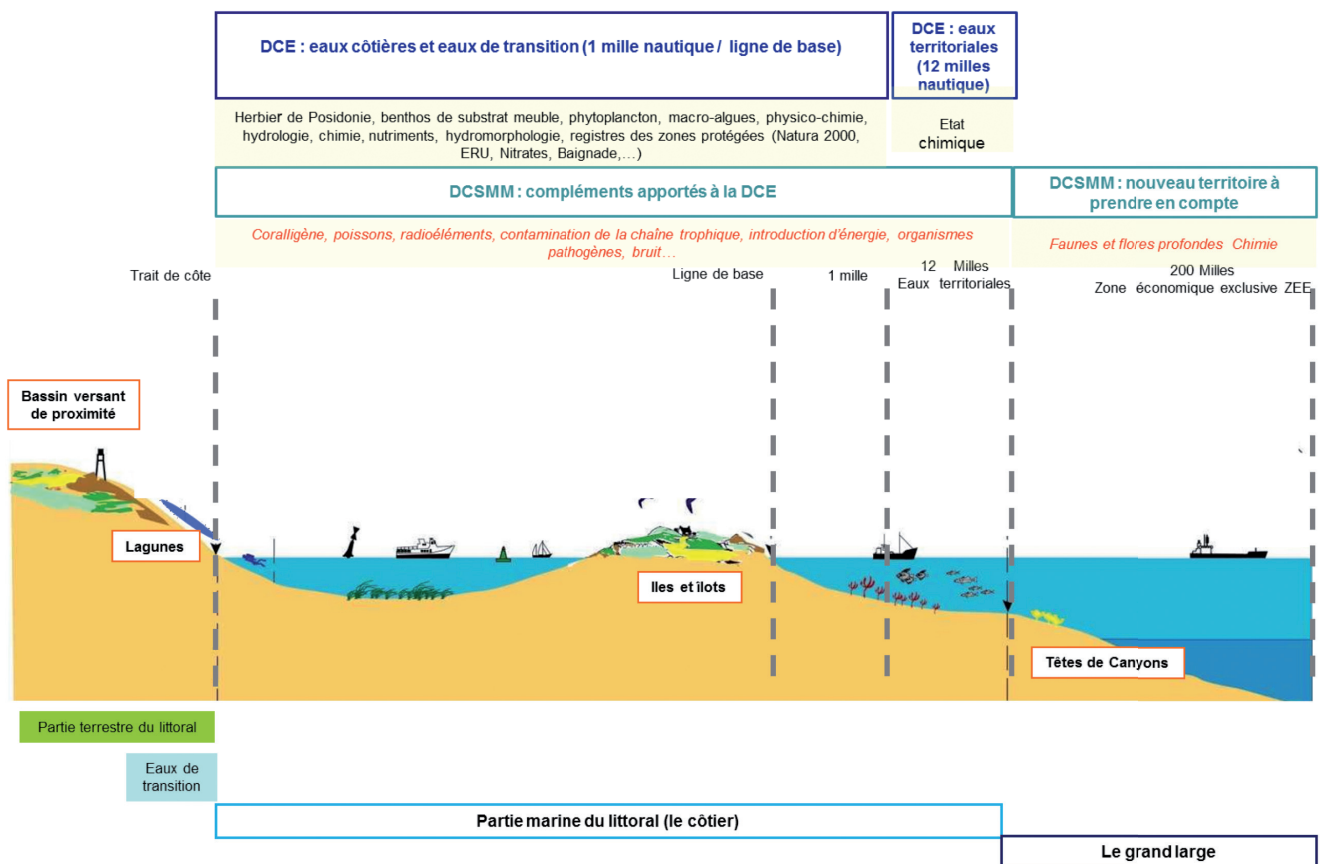 DCE : eaux côtières et eaux de transition (1 mille nautique / ligne de base)
DCE : eaux
territoriales
(12 milles
nautique)
Herbier de Posidonie, benthos de substrat meuble, phytoplancton, macro-algues, physico-chimie,
hydrologie, chimie, nutriments, hydromorphologie, registres des zones protégées (Natura 2000,
ERU, Nitrates, Baignade,…)
Etat
chimique
DCSMM : compléments apportés à la DCE
DCSMM : nouveau territoire à
prendre en compte
Coralligène, poissons, radioéléments, contamination de la chaîne trophique, introduction d'énergie, organismes
pathogènes, bruit…
Faunes et flores profondes Chimie
Trait de côte
Ligne de base
1 mille
12 Milles
Eaux territoriales
200 Milles
Zone économique exclusive ZEE
Bassin versant
de proximité
Lagunes
Iles et îlots
Têtes de Canyons
Partie terrestre du littoral
Eaux de
transition
Partie marine du littoral (le côtier)
Le grand large